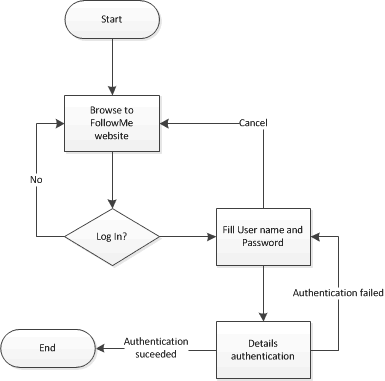 Start
Browse to
FollowMe
website
Cancel
No
Log In?
Fill User name and
Password
Authentication failed
End
Authentication
suceeded
Details
authentication